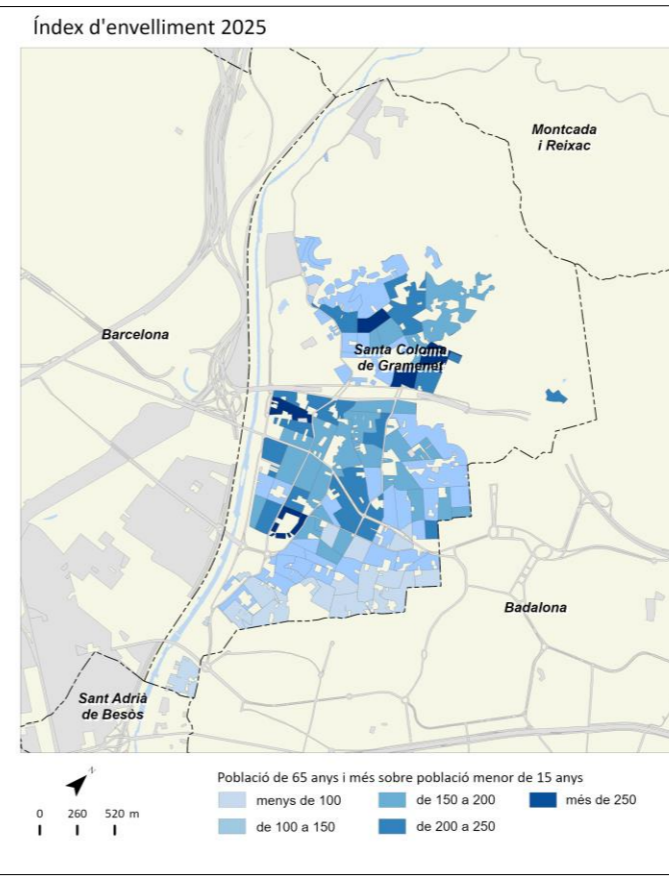 Índex d'envelliment 2025
Montcada
i Reixac
Barcelona
Santa Coloma
de Gramenet
Badalona
Sant Adrià
de Besòs
N
0 260 520 m
Població de 65 anys i més sobre població menor de 15 anys
menys de 100
de 150 a 200
més de 250
de 100 a 150
de 200 a 250